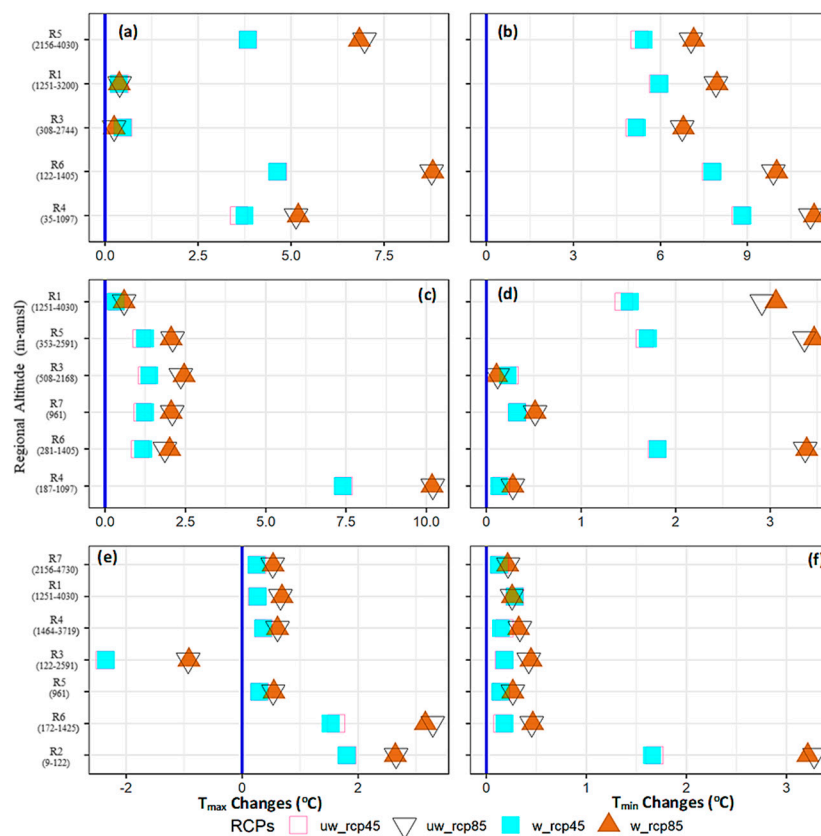 (a)
(b)
R5
(2156-4030)
R1
(1251-3200)
R3
(308-2744)
R6
(122-1405)
R4
(35-1097)
0.0 2.5 5.0 7.5
0 3 6 9
(c)
(d)
Regional Altitude (m-amsl)
R1
(1251-4030)
R5
(353-2591)
R3
(508-2168)
R7
(961)
R6
(281-1405)
R4
(187-1097)
0.0 2.5 5.0 7.5 10.0
0 1 2 3
(e)
(f)
R7
(2156-4730)
R1
(1251-4030)
R4
(1464-3719)
R3
(122-2591)
R5
(961)
R6
(172-1425)
R2
(9-122)
-2 0 2
0 1 2 3
Tmax Changes (°C)
Tmin Changes (°C)
RCPs uw_rcp45 uw_rcp85 w_rcp45 w_rcp85